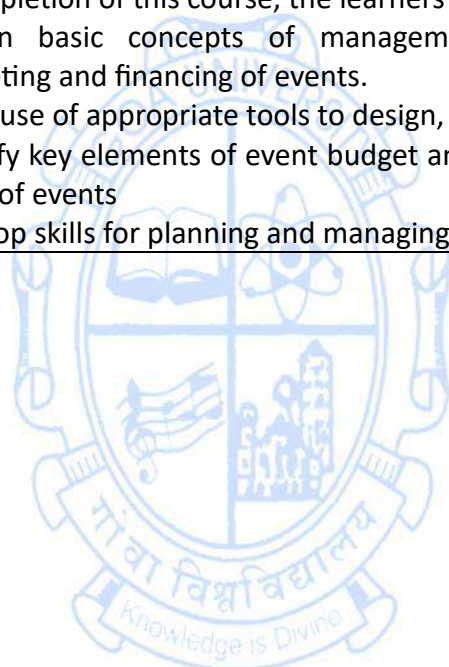 pletion of this course, the learners
n basic concepts of managem
ting and financing of events.
use of appropriate tools to design,
fy key elements of event budget a
of events
op skills for planning and managing
GOA UNIVERSITY
गोंवा विश्वविद्यालय
Knowledge is Divine